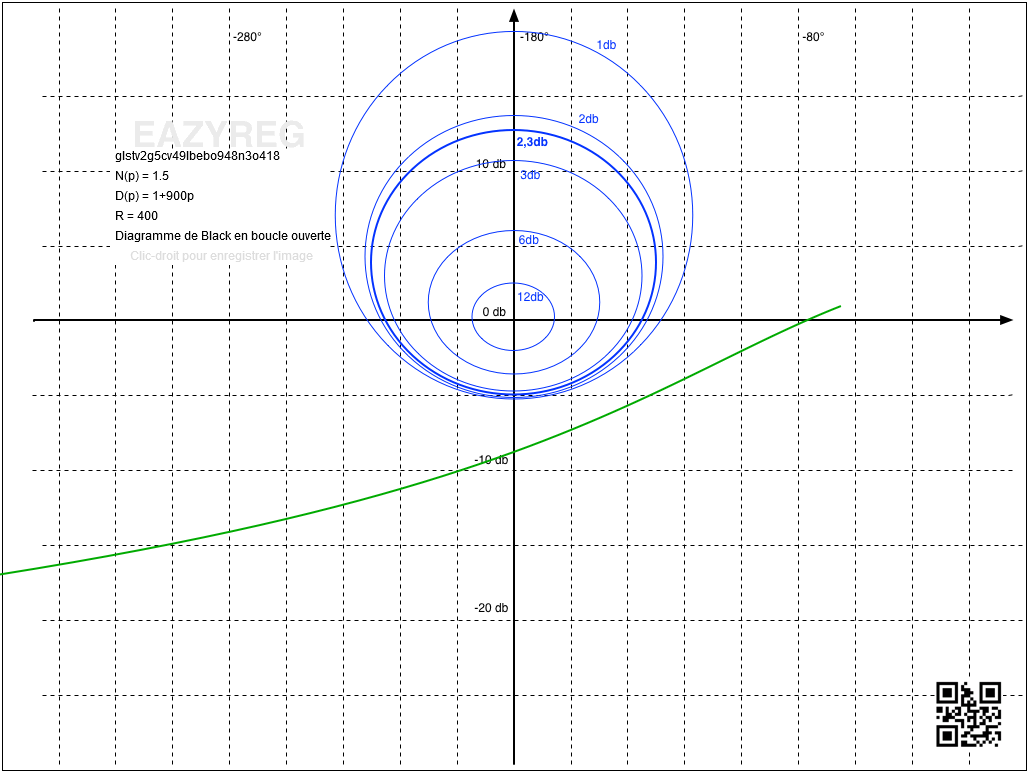 -280°
-180°
-80°
1db
2db
2,3db
10 db
3db
6db
12db
0 db
-10 db
-20 db
EAZYREG
glstv2g5cv49lbebo948n3o418
N(p) = 1.5
D(p) = 1+900p
R = 400
Diagramme de Black en boucle ouverte
Clic-droit pour enregistrer l'image